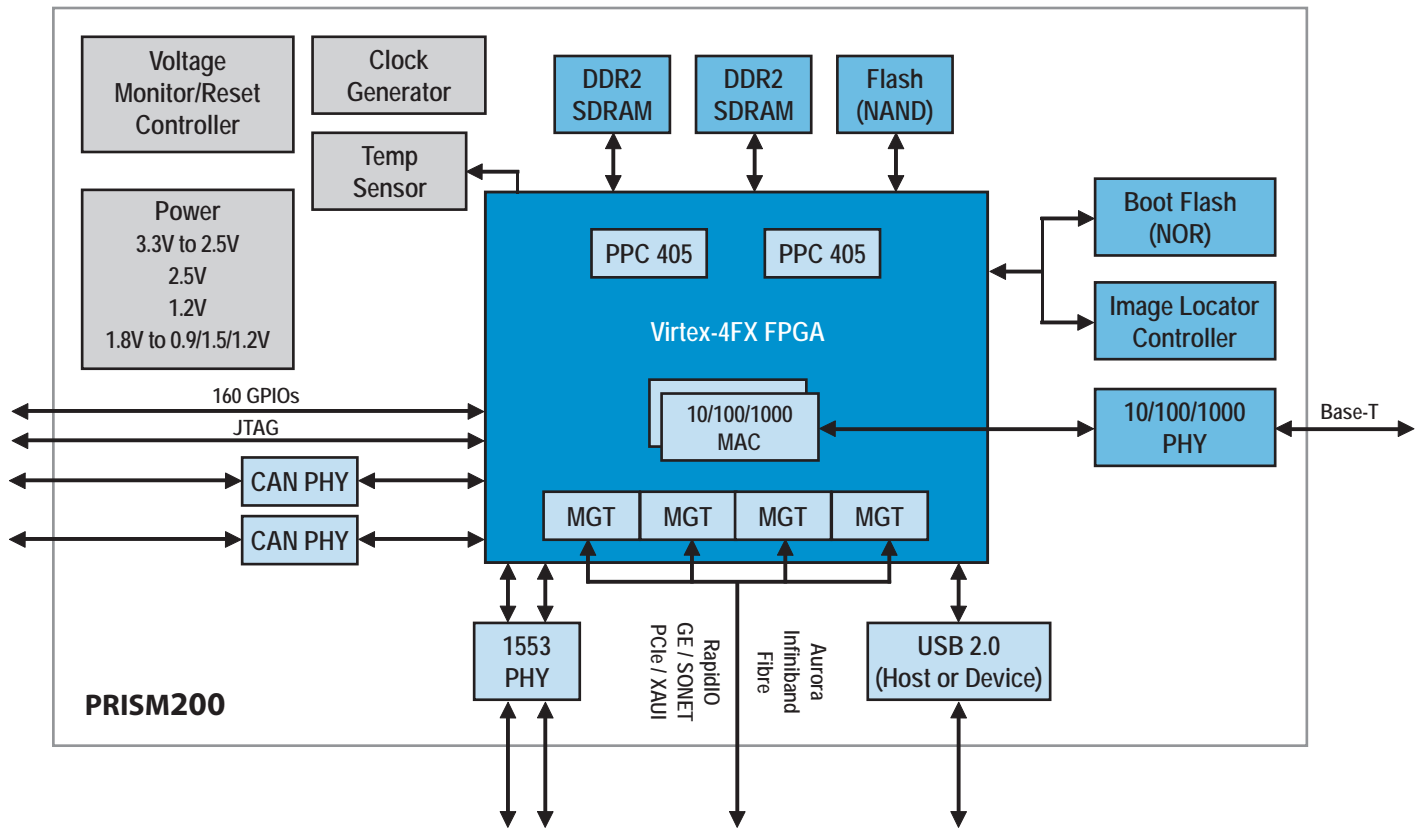 Voltage
Monitor/Reset
Controller
Clock
Generator
Temp
Sensor
Power
3.3V to 2.5V
2.5V
1.2V
1.8V to 0.9/1.5/1.2V
DDR2
SDRAM
DDR2
SDRAM
Flash
(NAND)
PPC 405
PPC 405
Virtex-4FX FPGA
Boot Flash
(NOR)
Image Locator
Controller
160 GPIOs
JTAG
CAN PHY
CAN PHY
10/100/1000
MAC
10/100/1000
PHY
Base-T
MGT
MGT
MGT
MGT
1553
PHY
RapidIO
GE / SONET
PCIe / XAUI
Aurora
Infiniband
Fibre
USB 2.0
(Host or Device)
PRISM200